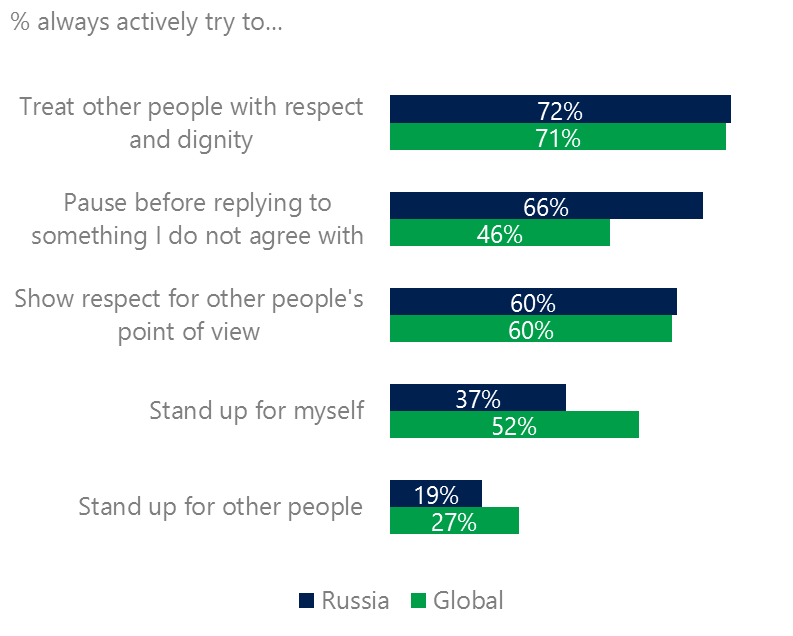 % always actively try to...
Treat other people with respect
and dignity
72%
71%
Pause before replying to
something I do not agree with
66%
46%
Show respect for other people's
point of view
60%
60%
Stand up for myself
37%
52%
Stand up for other people
19%
27%
Russia Global